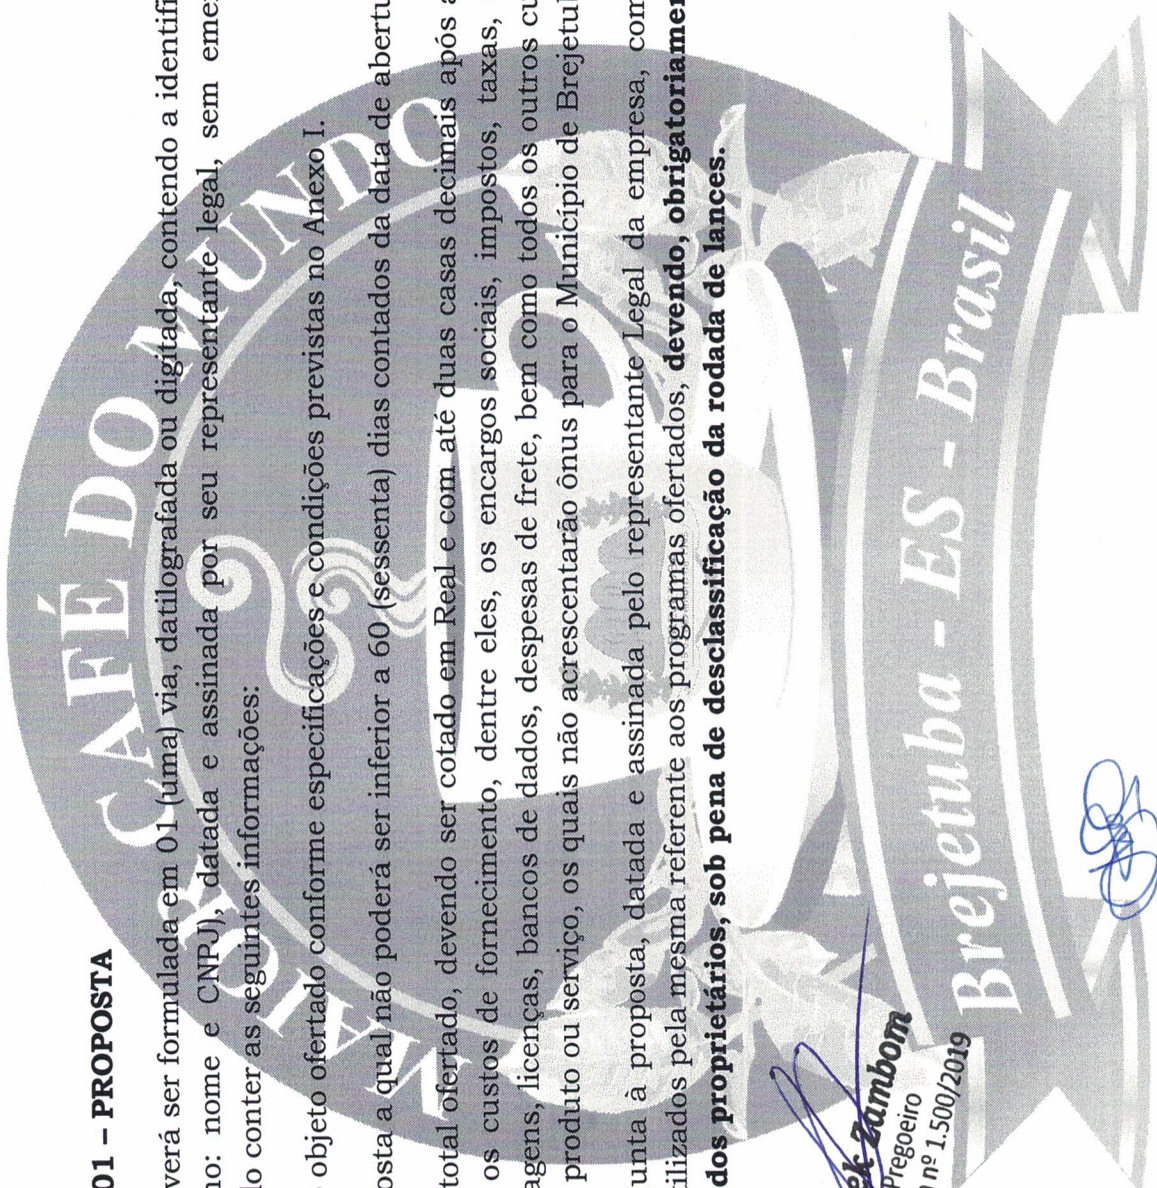 01 – PROPOSTA
verá ser formulada em 01 (uma) via, datilografada ou digitada, contendo a identifi
no: nome e CNPJ), datada e assinada por seu representante legal, sem eme
do conter as seguintes informações:
objeto ofertado conforme especificações e condições previstas no Anexo I.
osta a qual não poderá ser inferior a 60 (sessenta) dias contados da data de abertu
total ofertado, devendo ser cotado em Real e com até duas casas decimais após a
os custos de fornecimento, dentre eles, os encargos sociais, impostos, taxas,
agens, licenças, bancos de dados, despesas de frete, bem como todos os outros cu
produto ou serviço, os quais não acrescentarão ônus para o Município de Brejetub
unta à proposta, datada e assinada pelo representante Legal da empresa, com
tilizados pela mesma referente aos programas ofertados, devendo, obrigatoriamen
dos proprietários, sob pena de desclassificação da rodada de lances.
ek Zambom
Pregoeiro
nº 1.500/2019
MAIOR CAFÉ DO MUNDO
Brejetuba - ES - Brasil